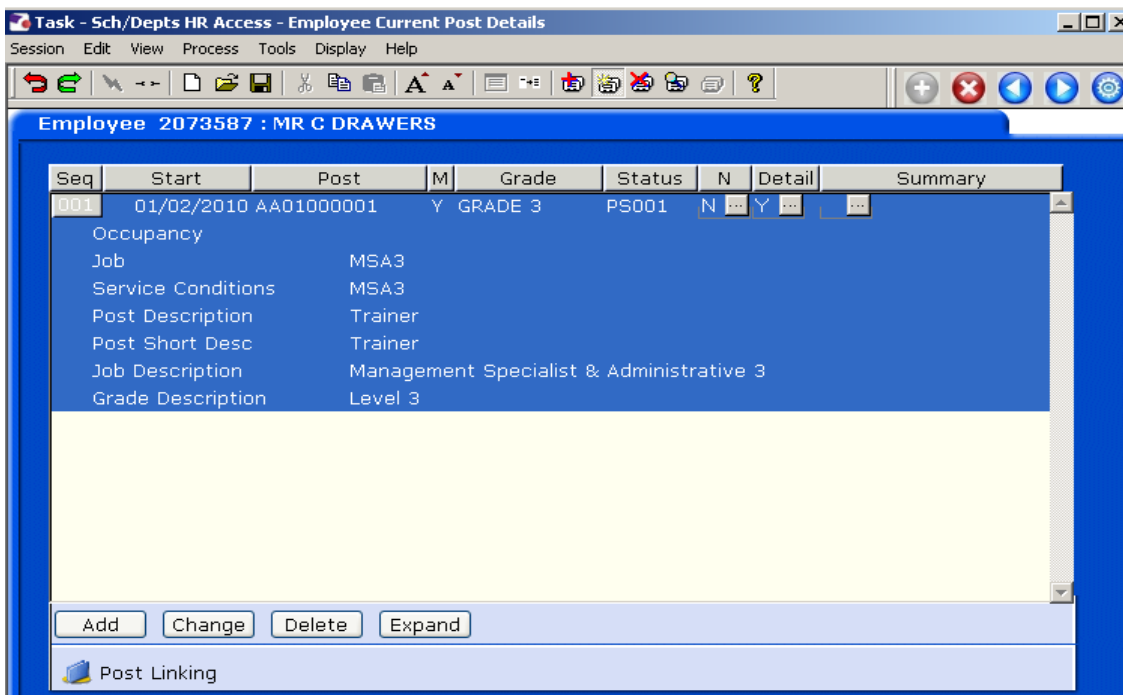 Task - Sch/Depts HR Access - Employee Current Post Details
Session Edit View Process Tools Display Help
Employee 2073587 : MR C DRAWERS
Seq Start Post M Grade Status N Detail Summary
001 01/02/2010 AA01000001 Y GRADE 3 PS001 N ... Y ... ...
Occupancy
Job MSA3
Service Conditions MSA3
Post Description Trainer
Post Short Desc Trainer
Job Description Management Specialist & Administrative 3
Grade Description Level 3
Add Change Delete Expand
Post Linking